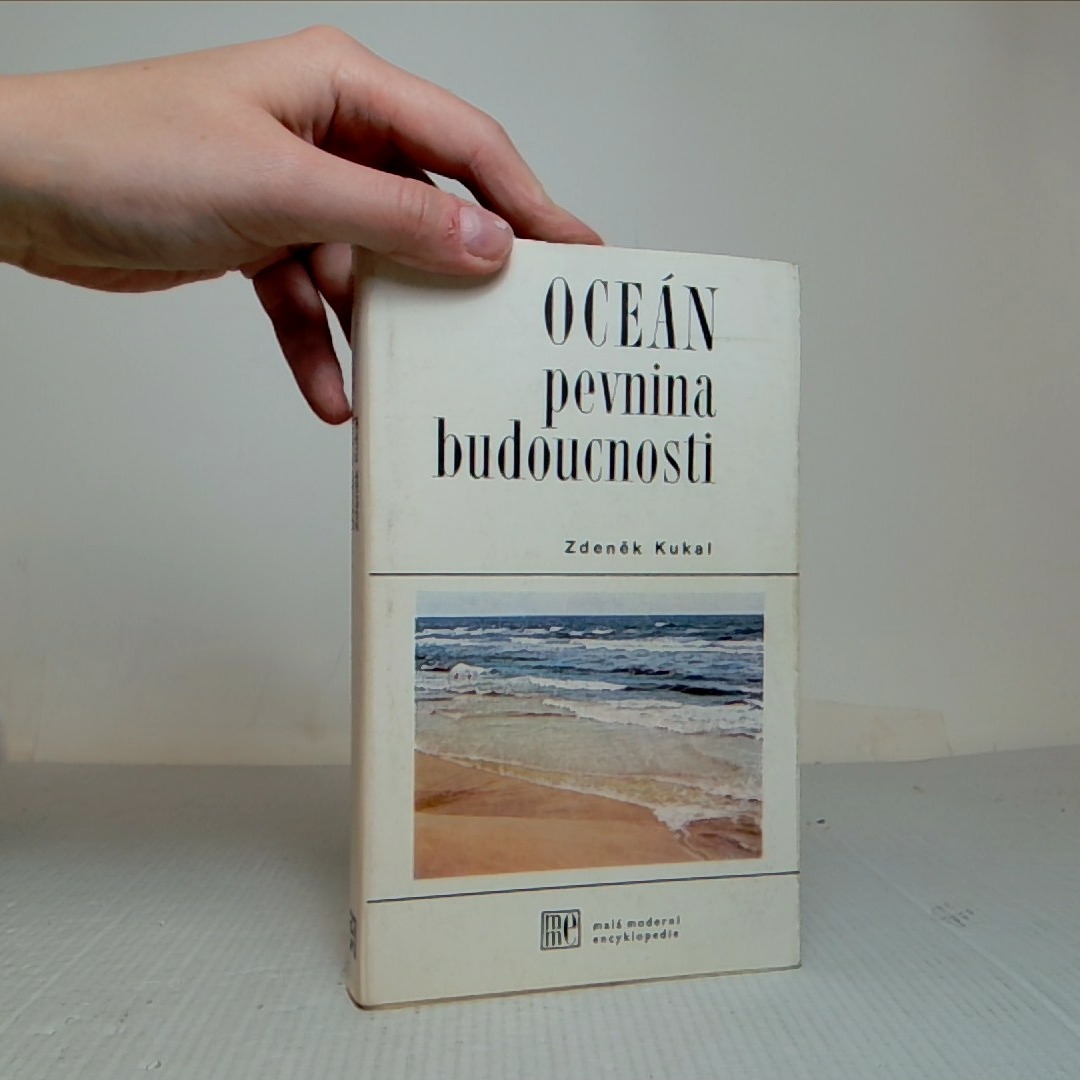 OCEÁN
pevnina
budoucnosti
Zdeněk Kukal
mme
malá moderní
encyklopedie